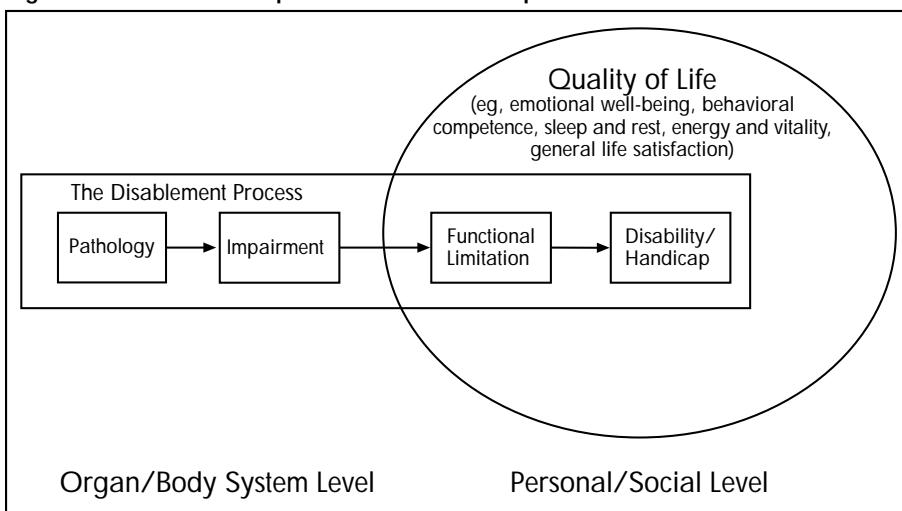 Quality of Life
(eg, emotional well-being, behavioral
competence, sleep and rest, energy and vitality,
general life satisfaction)
The Disablement Process
Pathology
Impairment
Functional
Limitation
Disability/
Handicap
Organ/Body System Level
Personal/Social Level